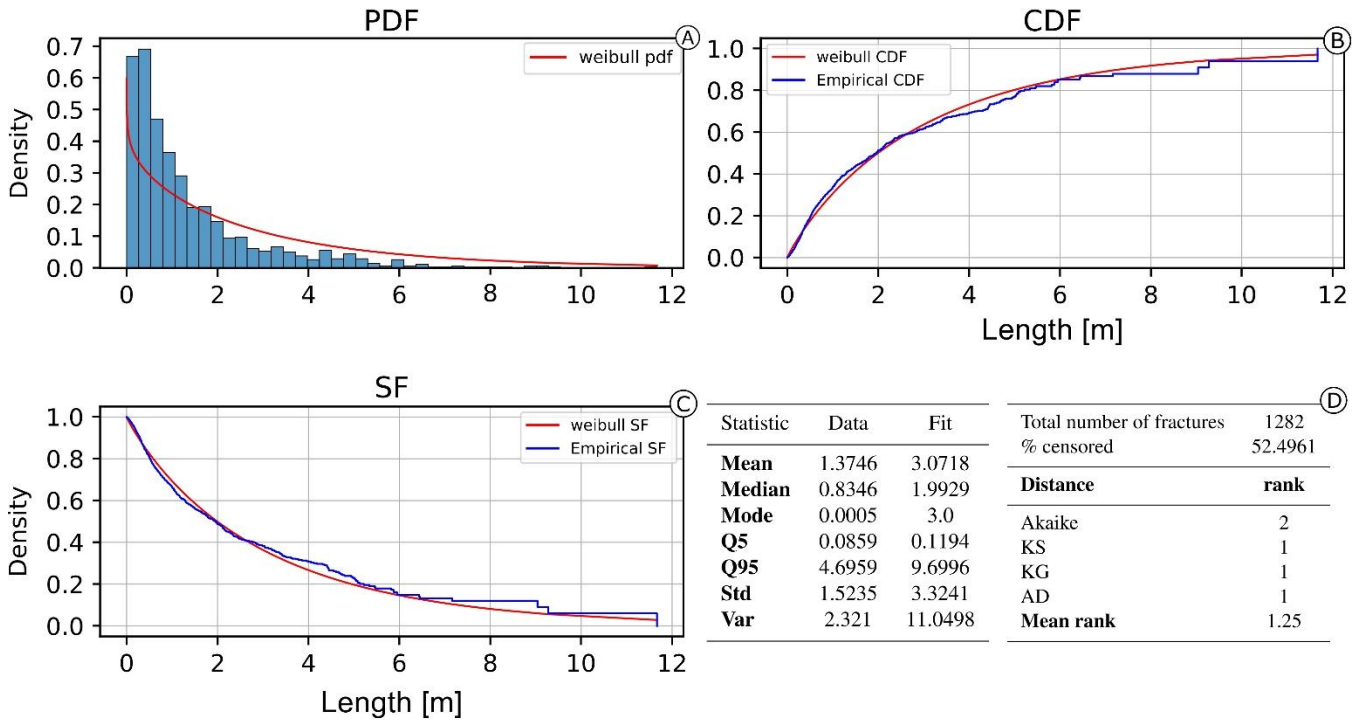 PDF
A
0.7
0.6
0.5
0.4
0.3
0.2
0.1
0.0
Density
weibull pdf
0 2 4 6 8 10 12
CDF
B
1.0
0.8
0.6
0.4
0.2
0.0
weibull CDF
Empirical CDF
0 2 4 6 8 10 12
Length [m]
SF
C
1.0
0.8
0.6
0.4
0.2
0.0
Density
weibull SF
Empirical SF
0 2 4 6 8 10 12
Length [m]
Statistic Data Fit
Mean 1.3746 3.0718
Median 0.8346 1.9929
Mode 0.0005 3.0
Q5 0.0859 0.1194
Q95 4.6959 9.6996
Std 1.5235 3.3241
Var 2.321 11.0498
D
Total number of fractures 1282
% censored 52.4961
Distance rank
Akaike 2
KS 1
KG 1
AD 1
Mean rank 1.25